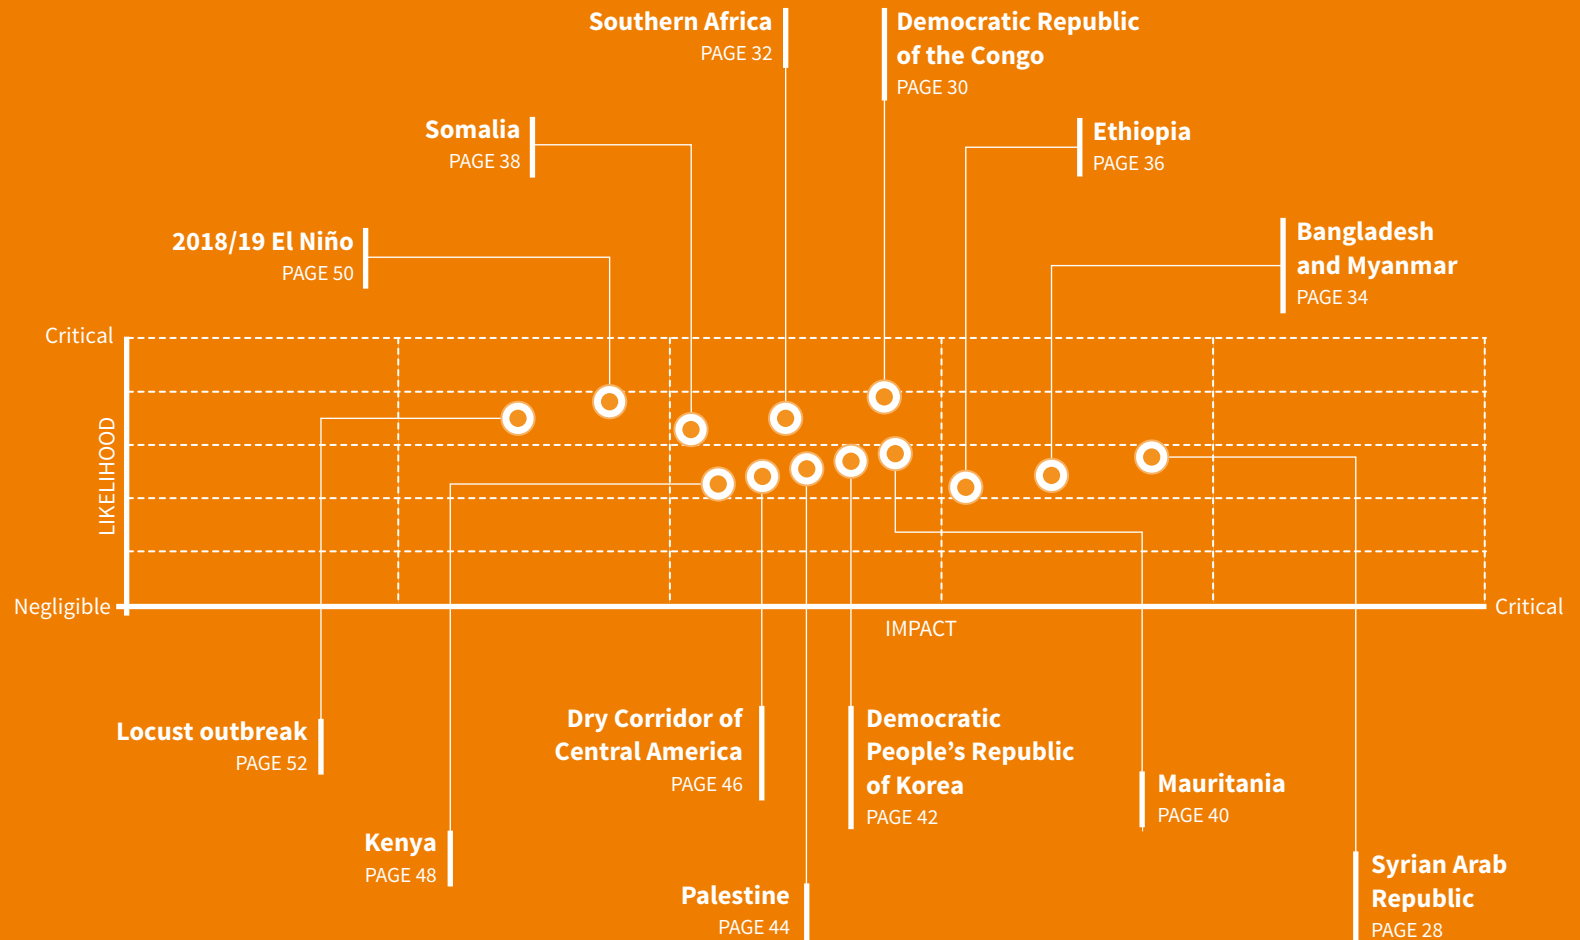 Southern Africa
PAGE 32
Democratic Republic
of the Congo
PAGE 30
Somalia
PAGE 38
Ethiopia
PAGE 36
2018/19 El Niño
PAGE 50
Bangladesh
and Myanmar
PAGE 34
Critical
LIKELIHOOD
Negligible
Critical
IMPACT
Locust outbreak
PAGE 52
Dry Corridor of
Central America
PAGE 46
Democratic
People’s Republic
of Korea
PAGE 42
Mauritania
PAGE 40
Kenya
PAGE 48
Palestine
PAGE 44
Syrian Arab
Republic
PAGE 28